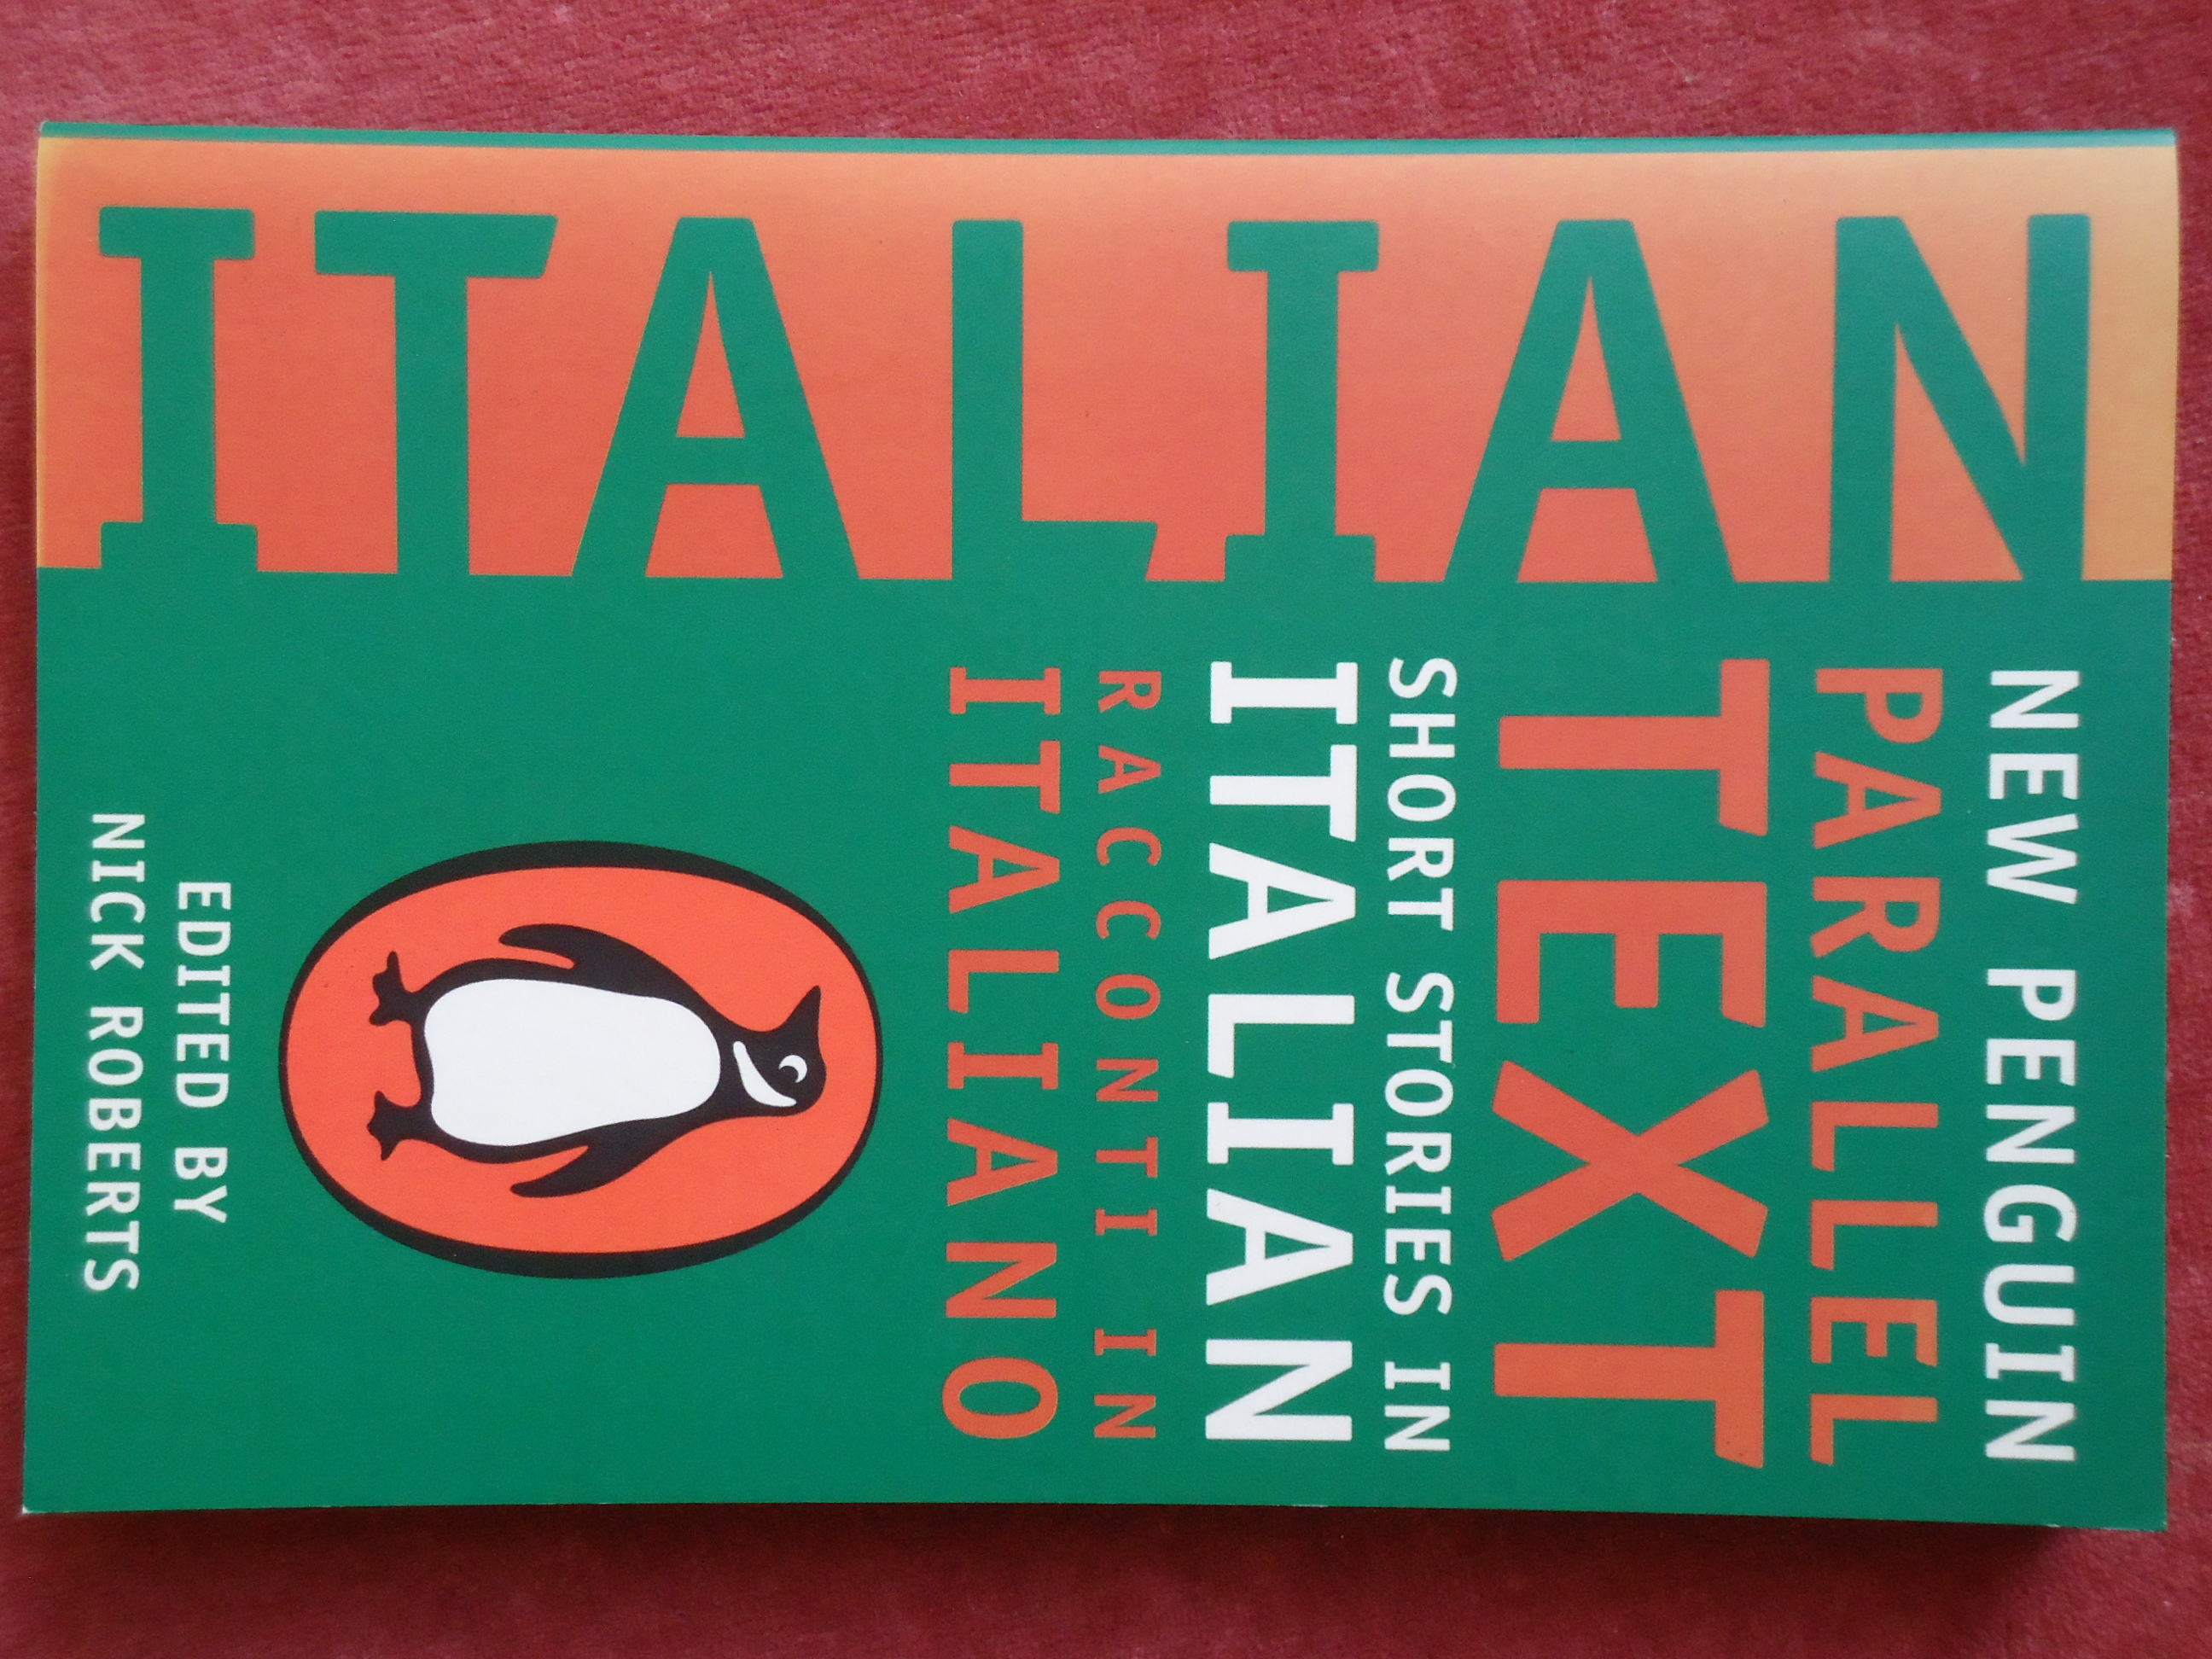 ITALIAN
NEW PENGUIN
PARALLEL
TEXT
SHORT STORIES IN
ITALIAN
RACCONTI IN
ITALIANO
EDITED BY
NICK ROBERTS